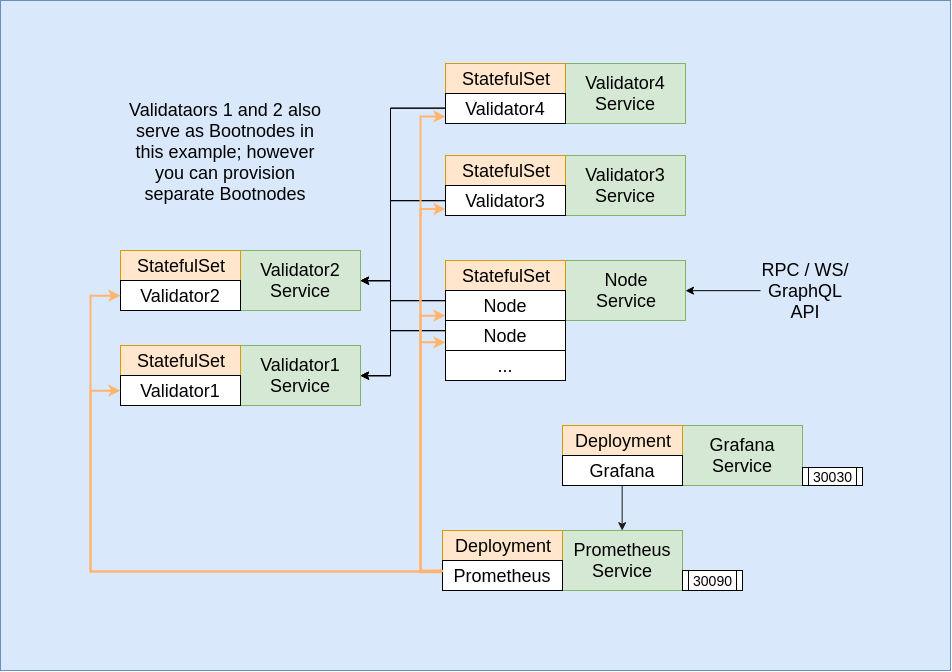 StatefulSet
Validator4
Validator4
Service
Validataors 1 and 2 also
serve as Bootnodes in
this example; however
you can provision
separate Bootnodes
StatefulSet
Validator3
Validator3
Service
StatefulSet
Validator2
Validator2
Service
StatefulSet
Node
Node
...
Node
Service
RPC / WS/
GraphQL
API
StatefulSet
Validator1
Validator1
Service
Deployment
Grafana
Grafana
Service
30030
Deployment
Prometheus
Prometheus
Service
30090